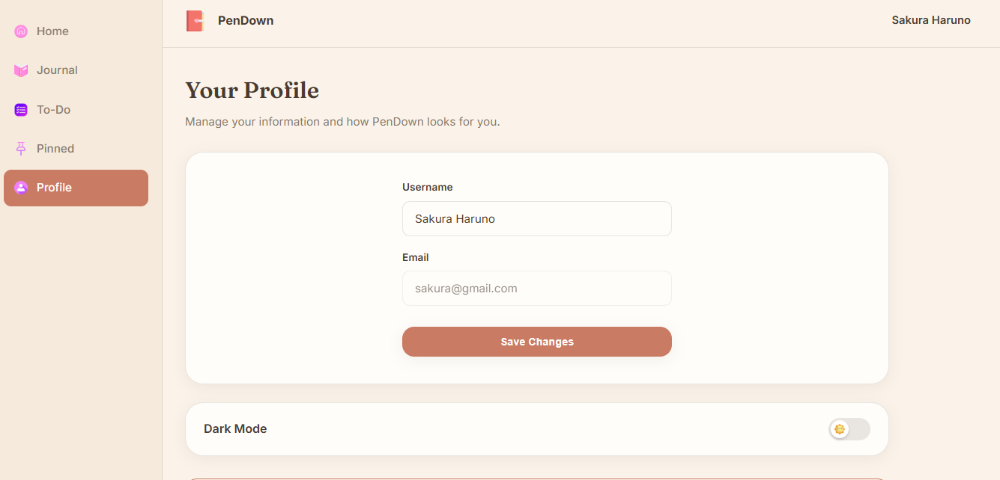 Home
Journal
To-Do
Pinned
Profile
PenDown
Sakura Haruno
Your Profile
Manage your information and how PenDown looks for you.
Username
Sakura Haruno
Email
sakura@gmail.com
Save Changes
Dark Mode